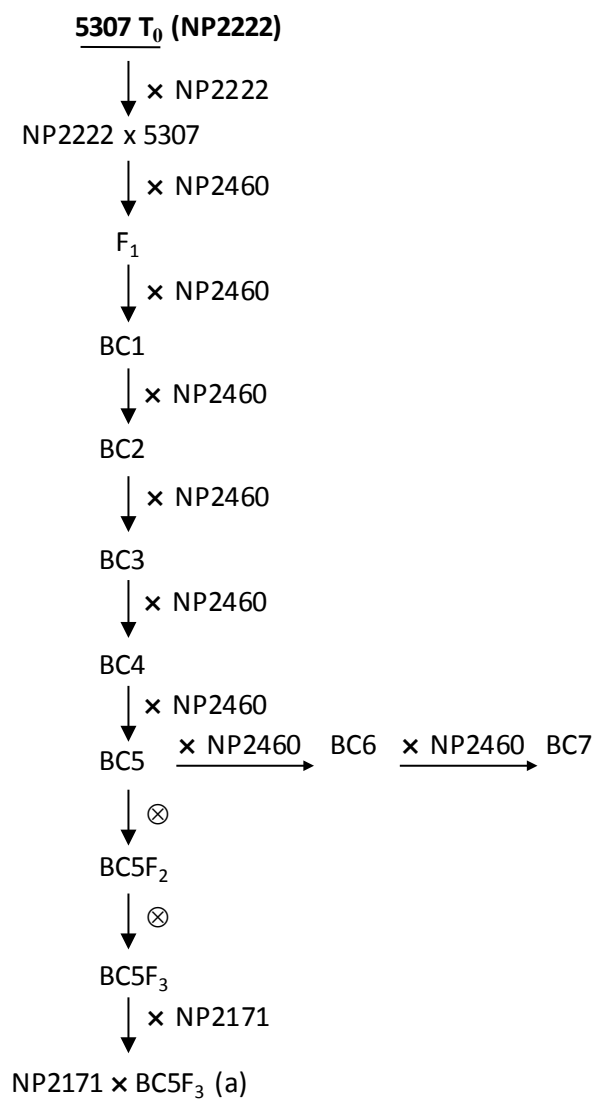 5307 T₀ (NP2222)
× NP2222
NP2222 x 5307
× NP2460
F₁
× NP2460
BC1
× NP2460
BC2
× NP2460
BC3
× NP2460
BC4
× NP2460
BC5 × NP2460 BC6 × NP2460 BC7
⊗
BC5F₂
⊗
BC5F₃
× NP2171
NP2171 × BC5F₃ (a)